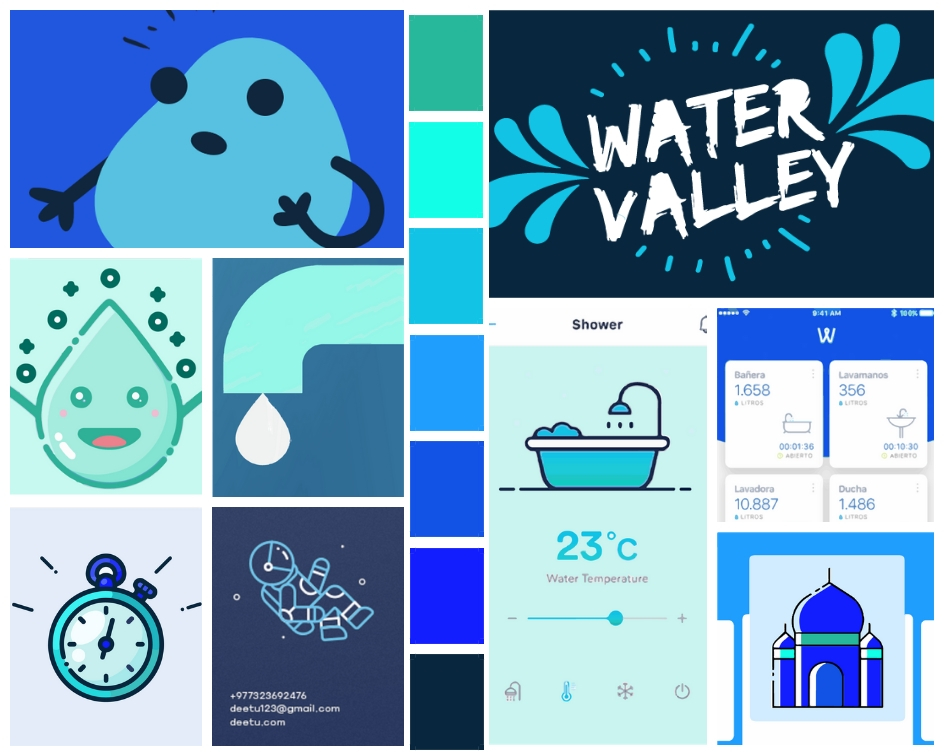 WATER
VALLEY
+977323692476
deetu123@gmail.com
deetu.com
Shower
23°C
Water Temperature
− +
9:41 AM 100%
W
Bañera
1.658
LITROS
00:01:36
ABIERTO
Lavamanos
356
LITROS
00:10:30
ABIERTO
Lavadora
10.887
LITROS
Ducha
1.486
LITROS